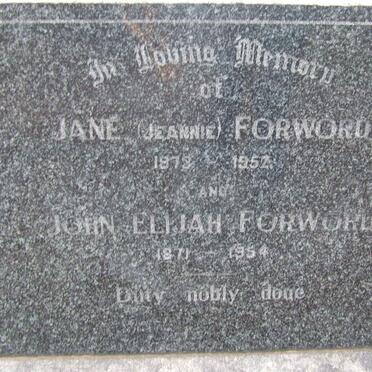 In Loving Memory
of
JANE (JEANNIE) FORWORD
1873 - 1952
AND
JOHN ELIJAH FORWORD
1871 - 1954
Duty nobly done